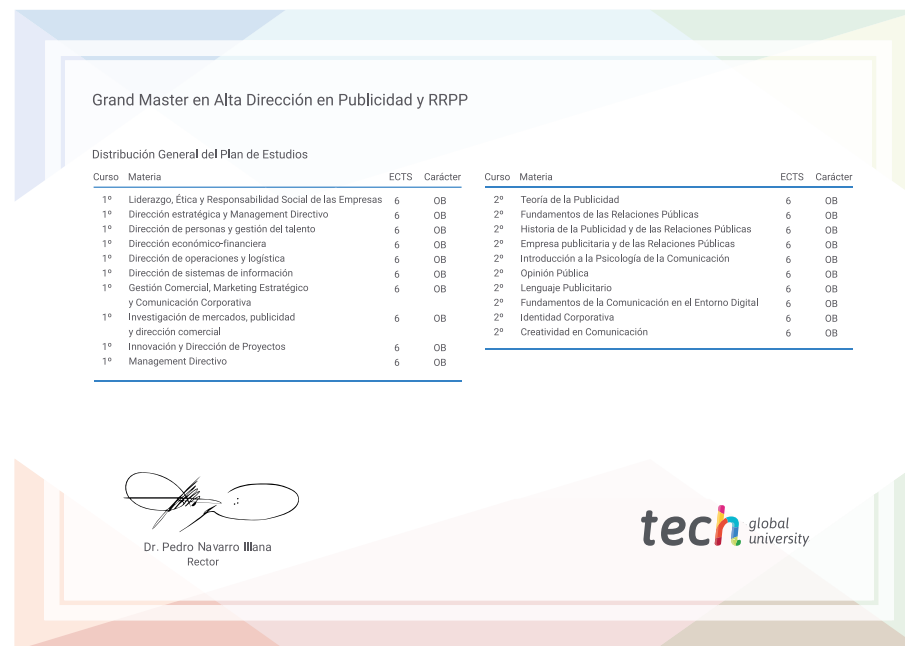 Grand Master en Alta Dirección en Publicidad y RRPP
Distribución General del Plan de Estudios
Curso Materia ECTS Carácter
1º Liderazgo, Ética y Responsabilidad Social de las Empresas 6 OB
1º Dirección estratégica y Management Directivo 6 OB
1º Dirección de personas y gestión del talento 6 OB
1º Dirección económico-financiera 6 OB
1º Dirección de operaciones y logística 6 OB
1º Dirección de sistemas de información 6 OB
1º Gestión Comercial, Marketing Estratégico 6 OB
y Comunicación Corporativa
1º Investigación de mercados, publicidad 6 OB
y dirección comercial
1º Innovación y Dirección de Proyectos 6 OB
1º Management Directivo 6 OB
Curso Materia ECTS Carácter
2º Teoría de la Publicidad 6 OB
2º Fundamentos de las Relaciones Públicas 6 OB
2º Historia de la Publicidad y de las Relaciones Públicas 6 OB
2º Empresa publicitaria y de las Relaciones Públicas 6 OB
2º Introducción a la Psicología de la Comunicación 6 OB
2º Opinión Pública 6 OB
2º Lenguaje Publicitario 6 OB
2º Fundamentos de la Comunicación en el Entorno Digital 6 OB
2º Identidad Corporativa 6 OB
2º Creatividad en Comunicación 6 OB
Dr. Pedro Navarro Illana
Rector
tech global
university